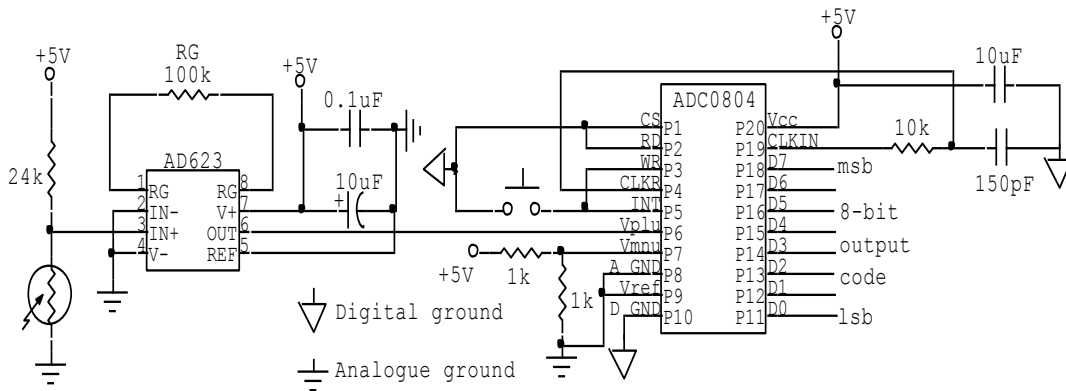 +5V
24k
RG
100k
AD623
1
RG
2
IN-
3
IN+
4
V-
8
RG
7
V+
6
OUT
5
REF
+5V
0.1uF
+
10uF
Digital ground
Analogue ground
+5V
1k
1k
ADC0804
CS P1
RD P2
WR P3
CLKR P4
INT P5
Vplu P6
Vmnu P7
A GND P8
Vref P9
D GND P10
P20 Vcc
P19 CLKIN
P18 D7
P17 D6
P16 D5
P15 D4
P14 D3
P13 D2
P12 D1
P11 D0
msb
8-bit
output
code
lsb
+5V
10uF
10k
150pF